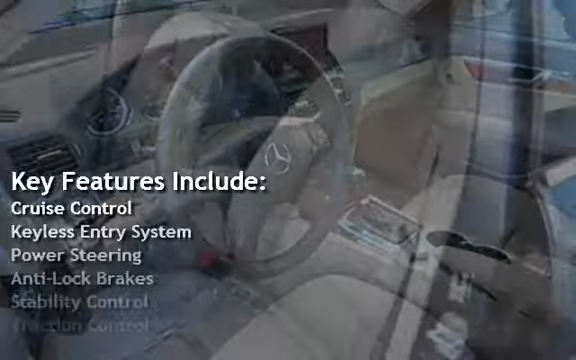 Key Features Include:
Cruise Control
Keyless Entry System
Power Steering
Anti-Lock Brakes
Stability Control
Traction Control